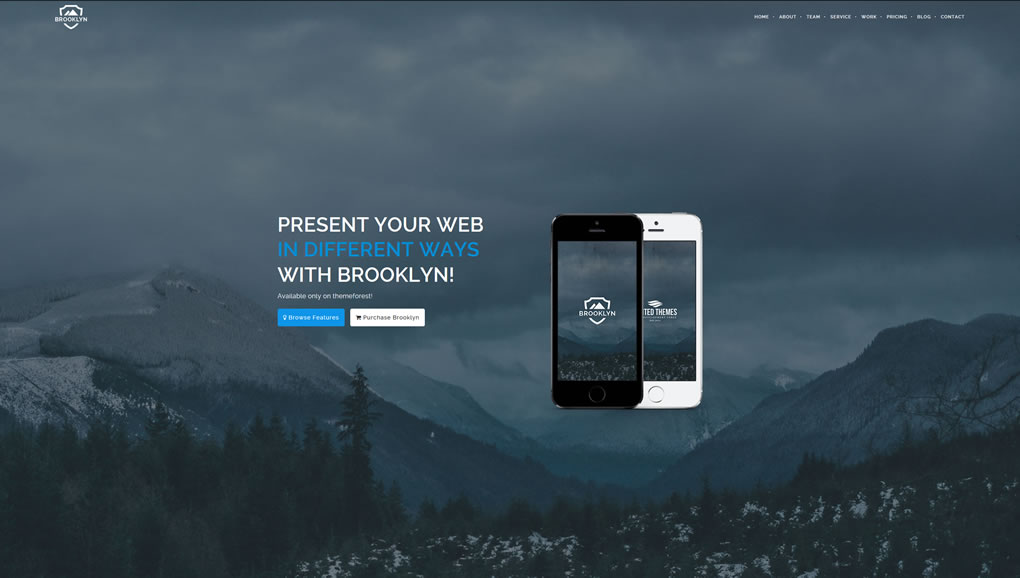 BROOKLYN
HOME • ABOUT • TEAM • SERVICE • WORK • PRICING • BLOG • CONTACT
PRESENT YOUR WEB
IN DIFFERENT WAYS
WITH BROOKLYN!
Available only on themeforest!
Browse Features
Purchase Brooklyn
BROOKLYN
TED THEMES